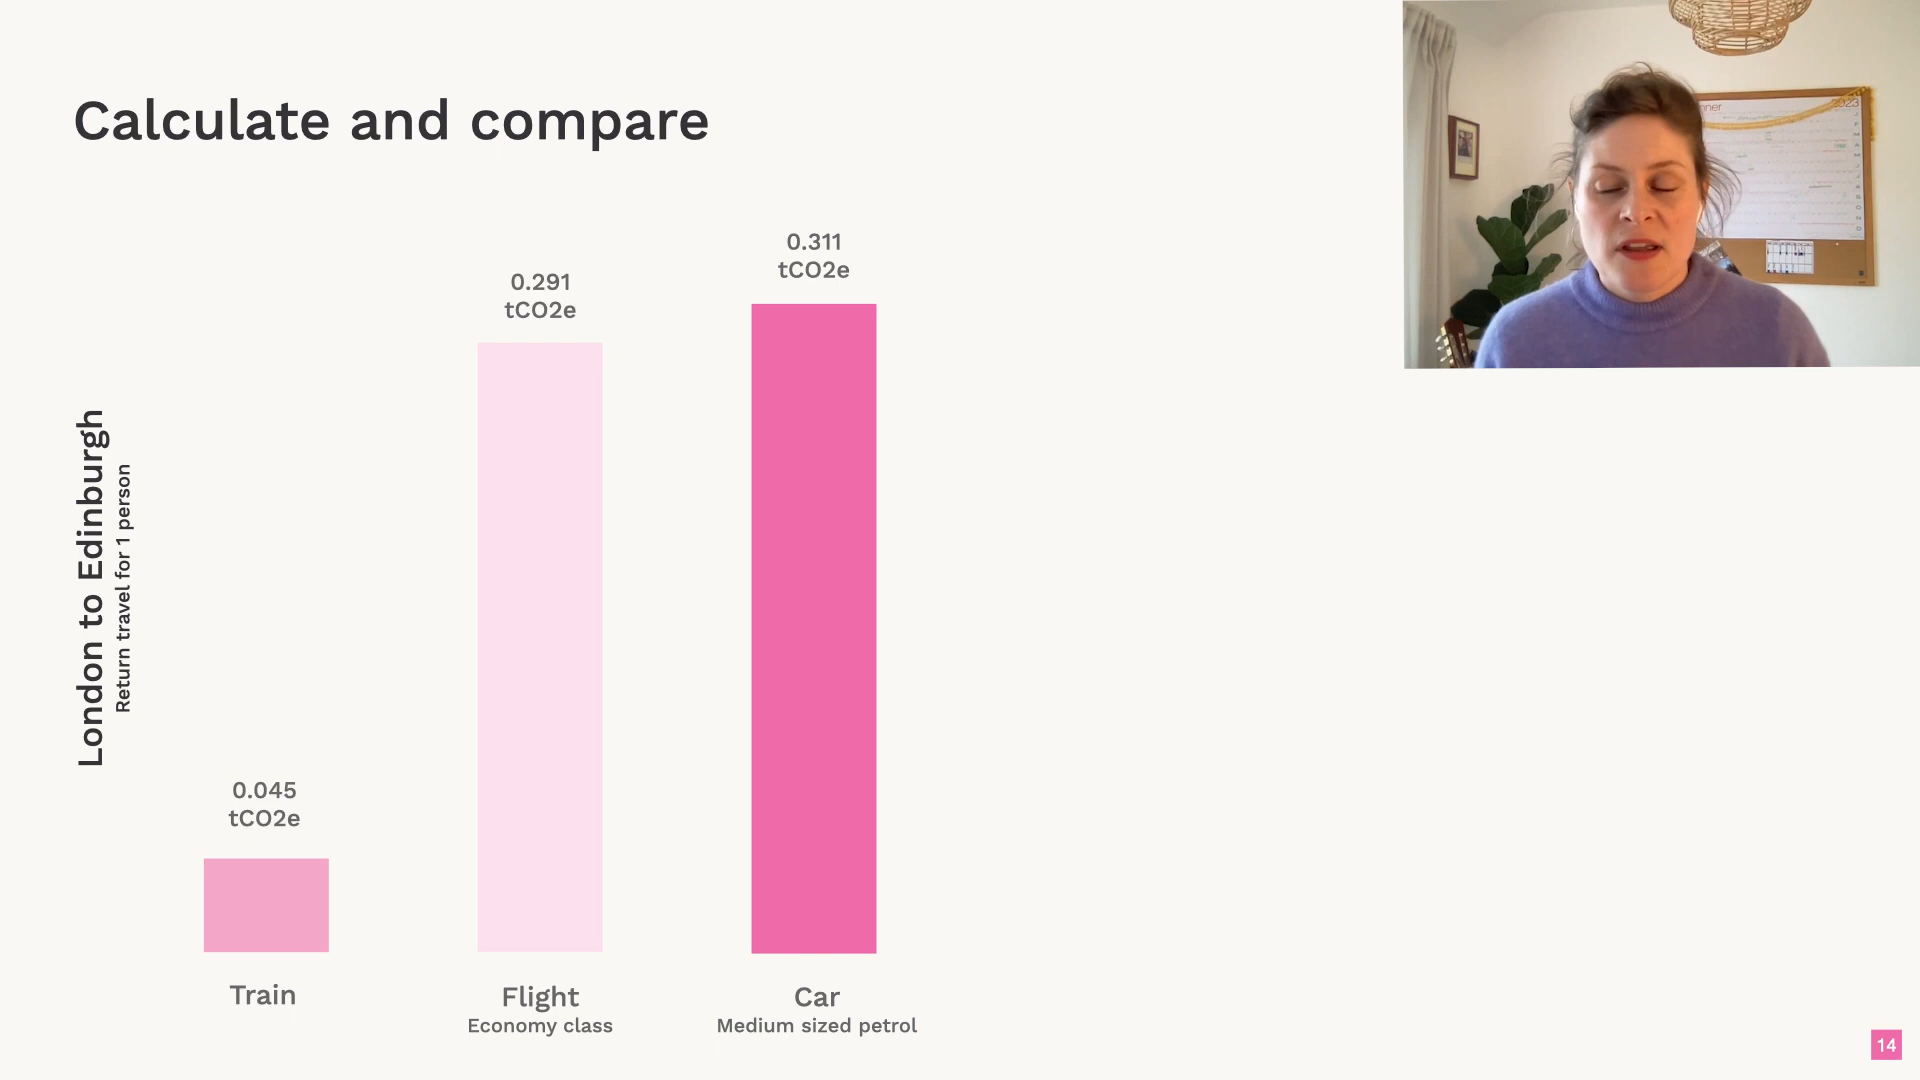 Calculate and compare
London to Edinburgh
Return travel for 1 person
0.045
tCO2e
Train
0.291
tCO2e
Flight
Economy class
0.311
tCO2e
Car
Medium sized petrol
2023
14